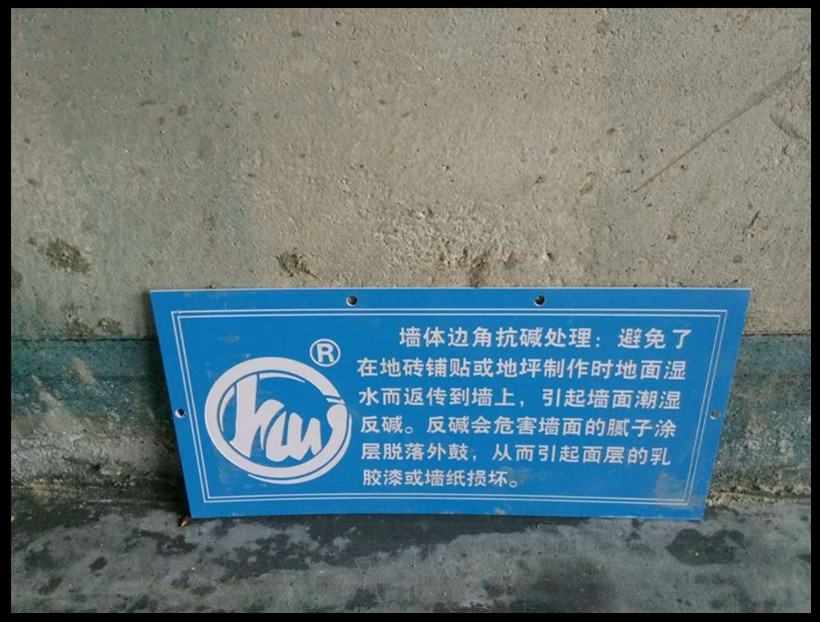 墙体边角抗碱处理：避免了
在地砖铺贴或地坪制作时地面湿
水而返传到墙上，引起墙面潮湿
反碱。反碱会危害墙面的腻子涂
层脱落外鼓，从而引起面层的乳
胶漆或墙纸损坏。
®